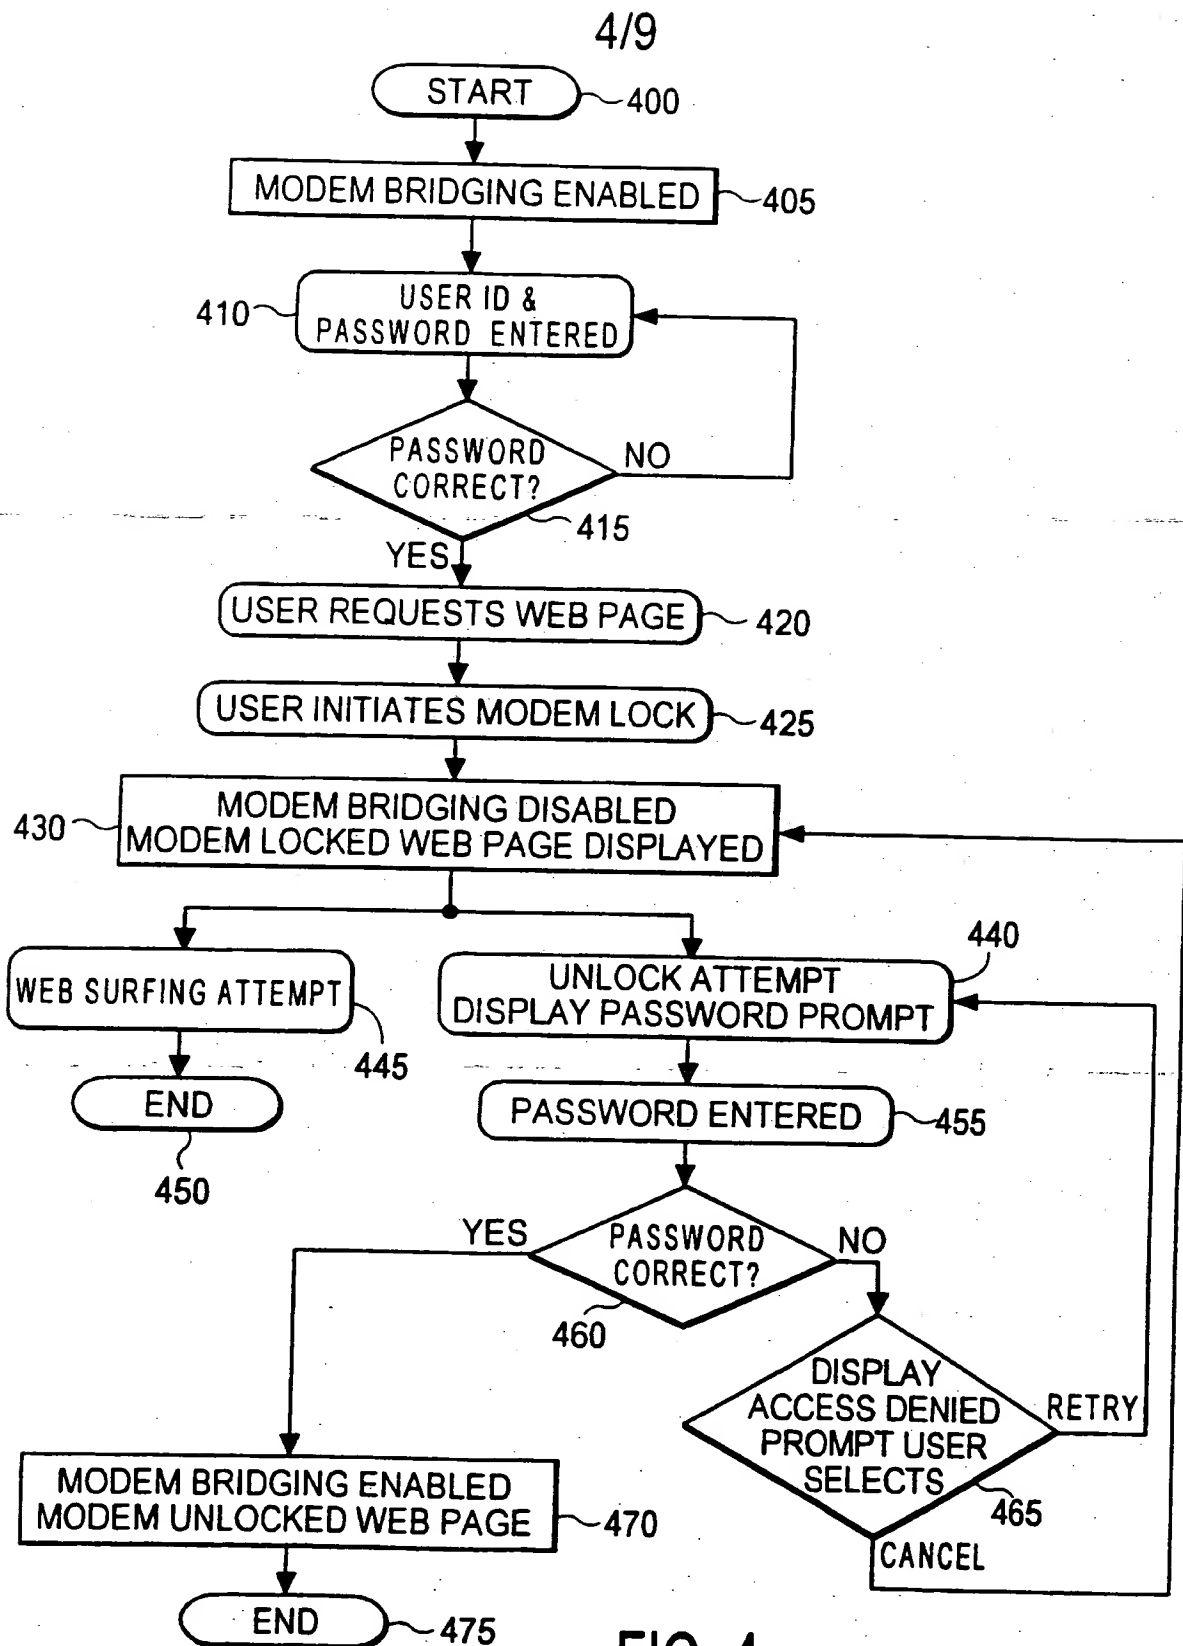 4/9
START
400
MODEM BRIDGING ENABLED
405
410
USER ID &
PASSWORD ENTERED
PASSWORD
CORRECT?
NO
415
YES
USER REQUESTS WEB PAGE
420
USER INITIATES MODEM LOCK
425
430
MODEM BRIDGING DISABLED
MODEM LOCKED WEB PAGE DISPLAYED
WEB SURFING ATTEMPT
445
END
450
440
UNLOCK ATTEMPT
DISPLAY PASSWORD PROMPT
PASSWORD ENTERED
455
YES
PASSWORD
CORRECT?
NO
460
DISPLAY
ACCESS DENIED
PROMPT USER
SELECTS
RETRY
465
CANCEL
MODEM BRIDGING ENABLED
MODEM UNLOCKED WEB PAGE
470
END
475
FIG. 4